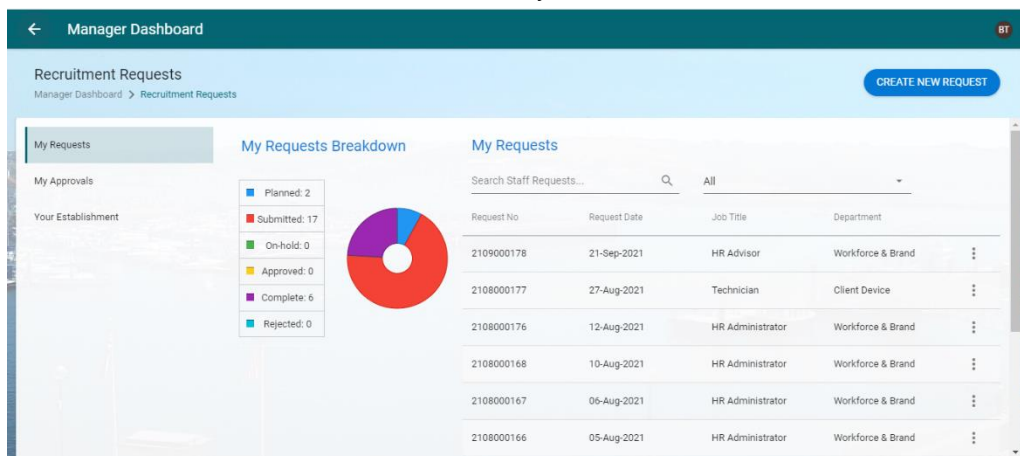 Manager Dashboard
BT
Recruitment Requests
Manager Dashboard > Recruitment Requests
CREATE NEW REQUEST
My Requests
My Approvals
Your Establishment
My Requests Breakdown
Planned: 2
Submitted: 17
On-hold: 0
Approved: 0
Complete: 6
Rejected: 0
My Requests
Search Staff Requests... All
Request No Request Date Job Title Department
2109000178 21-Sep-2021 HR Advisor Workforce & Brand
2108000177 27-Aug-2021 Technician Client Device
2108000176 12-Aug-2021 HR Administrator Workforce & Brand
2108000168 10-Aug-2021 HR Administrator Workforce & Brand
2108000167 06-Aug-2021 HR Administrator Workforce & Brand
2108000166 05-Aug-2021 HR Administrator Workforce & Brand